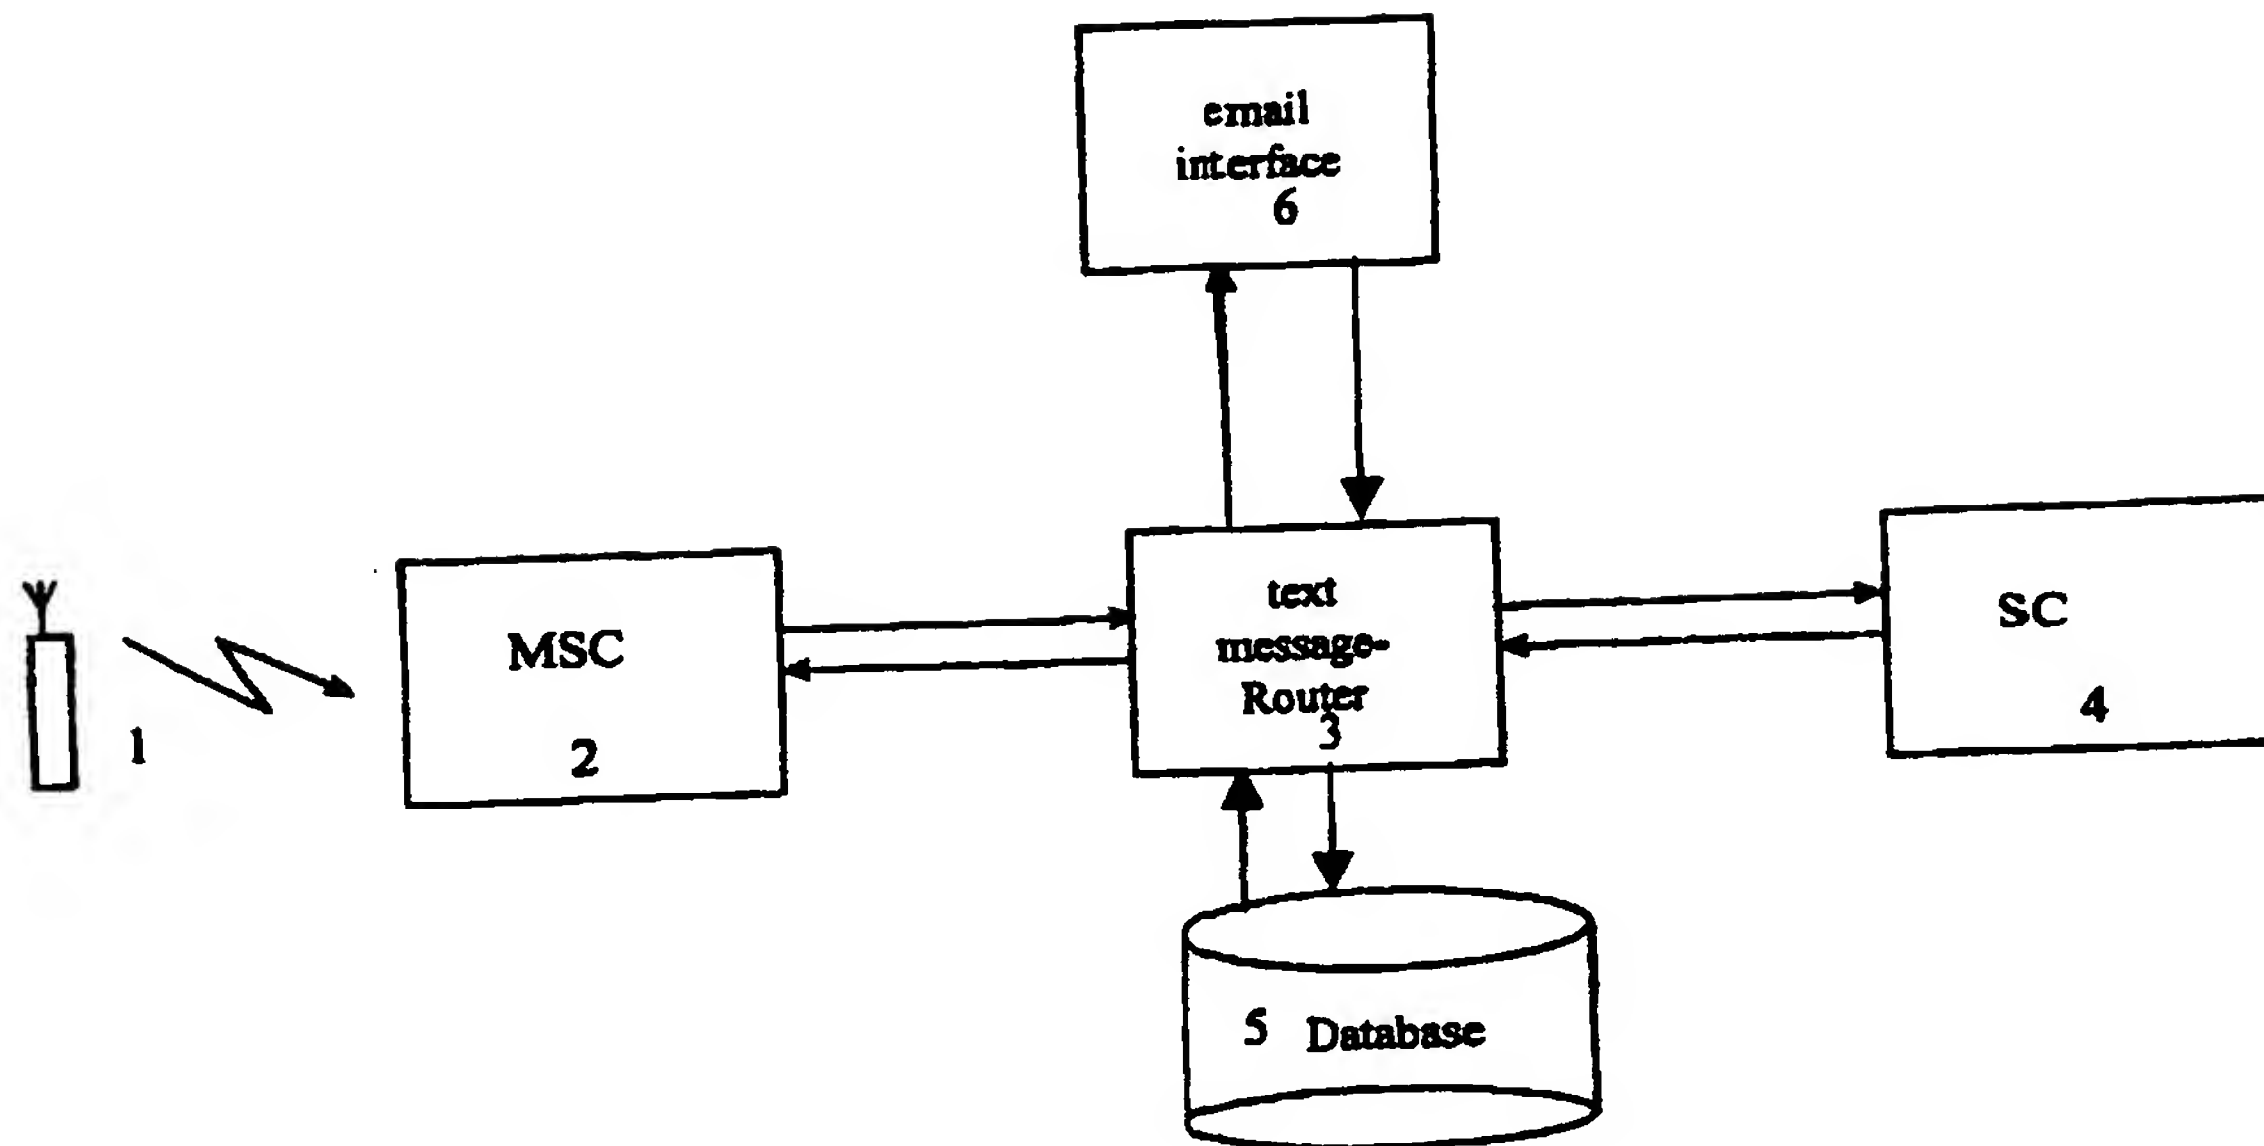 email
interface
6
MSC
2
1
text
message-
Router
3
SC
4
5 Database